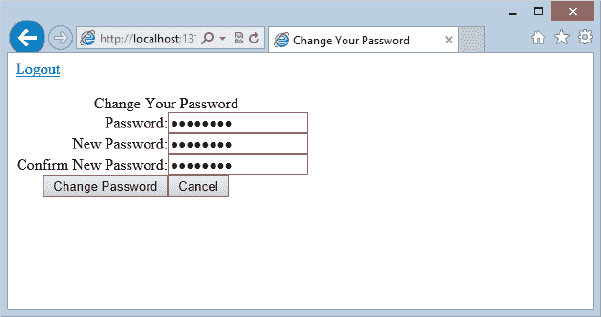 http://localhost:13
Change Your Password
Logout
Change Your Password
Password: ●●●●●●●●
New Password: ●●●●●●●●
Confirm New Password: ●●●●●●●●
Change Password Cancel